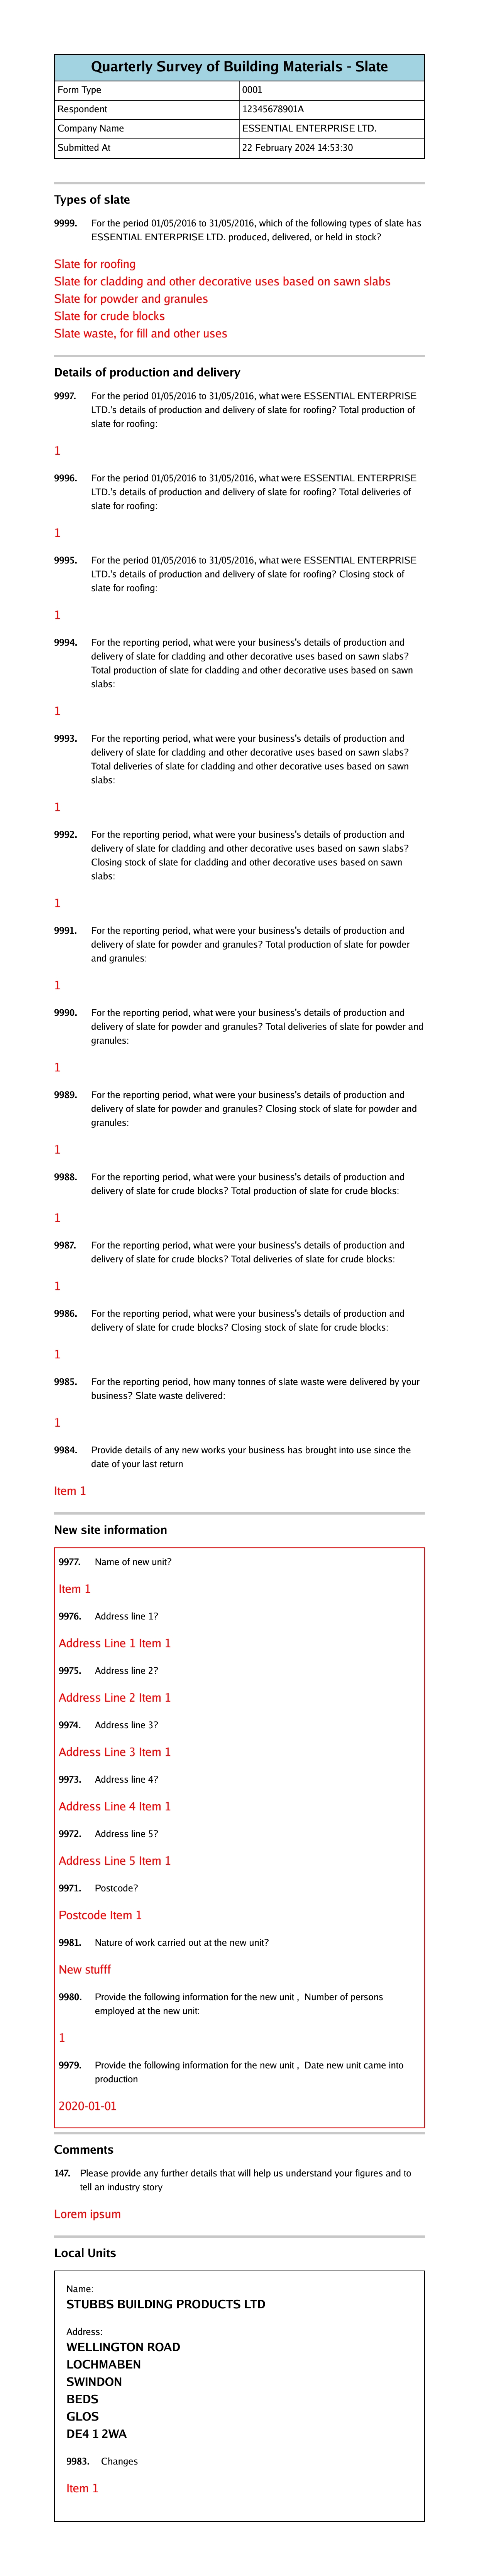 Quarterly Survey of Building Materials - Slate
Form Type 0001
Respondent 12345678901A
Company Name ESSENTIAL ENTERPRISE LTD.
Submitted At 22 February 2024 14:53:30
Types of slate
9999. For the period 01/05/2016 to 31/05/2016, which of the following types of slate has
ESSENTIAL ENTERPRISE LTD. produced, delivered, or held in stock?
Slate for roofing
Slate for cladding and other decorative uses based on sawn slabs
Slate for powder and granules
Slate for crude blocks
Slate waste, for fill and other uses
Details of production and delivery
9997. For the period 01/05/2016 to 31/05/2016, what were ESSENTIAL ENTERPRISE
LTD.'s details of production and delivery of slate for roofing? Total production of
slate for roofing:
1
9996. For the period 01/05/2016 to 31/05/2016, what were ESSENTIAL ENTERPRISE
LTD.'s details of production and delivery of slate for roofing? Total deliveries of
slate for roofing:
1
9995. For the period 01/05/2016 to 31/05/2016, what were ESSENTIAL ENTERPRISE
LTD.'s details of production and delivery of slate for roofing? Closing stock of
slate for roofing:
1
9994. For the reporting period, what were your business's details of production and
delivery of slate for cladding and other decorative uses based on sawn slabs?
Total production of slate for cladding and other decorative uses based on sawn
slabs:
1
9993. For the reporting period, what were your business's details of production and
delivery of slate for cladding and other decorative uses based on sawn slabs?
Total deliveries of slate for cladding and other decorative uses based on sawn
slabs:
1
9992. For the reporting period, what were your business's details of production and
delivery of slate for cladding and other decorative uses based on sawn slabs?
Closing stock of slate for cladding and other decorative uses based on sawn
slabs:
1
9991. For the reporting period, what were your business's details of production and
delivery of slate for powder and granules? Total production of slate for powder
and granules:
1
9990. For the reporting period, what were your business's details of production and
delivery of slate for powder and granules? Total deliveries of slate for powder and
granules:
1
9989. For the reporting period, what were your business's details of production and
delivery of slate for powder and granules? Closing stock of slate for powder and
granules:
1
9988. For the reporting period, what were your business's details of production and
delivery of slate for crude blocks? Total production of slate for crude blocks:
1
9987. For the reporting period, what were your business's details of production and
delivery of slate for crude blocks? Total deliveries of slate for crude blocks:
1
9986. For the reporting period, what were your business's details of production and
delivery of slate for crude blocks? Closing stock of slate for crude blocks:
1
9985. For the reporting period, how many tonnes of slate waste were delivered by your
business? Slate waste delivered:
1
9984. Provide details of any new works your business has brought into use since the
date of your last return
Item 1
New site information
9977. Name of new unit?
Item 1
9976. Address line 1?
Address Line 1 Item 1
9975. Address line 2?
Address Line 2 Item 1
9974. Address line 3?
Address Line 3 Item 1
9973. Address line 4?
Address Line 4 Item 1
9972. Address line 5?
Address Line 5 Item 1
9971. Postcode?
Postcode Item 1
9981. Nature of work carried out at the new unit?
New stufff
9980. Provide the following information for the new unit , Number of persons
employed at the new unit:
1
9979. Provide the following information for the new unit , Date new unit came into
production
2020-01-01
Comments
147. Please provide any further details that will help us understand your figures and to
tell an industry story
Lorem ipsum
Local Units
Name:
STUBBS BUILDING PRODUCTS LTD
Address:
WELLINGTON ROAD
LOCHMABEN
SWINDON
BEDS
GLOS
DE4 1 2WA
9983. Changes
Item 1